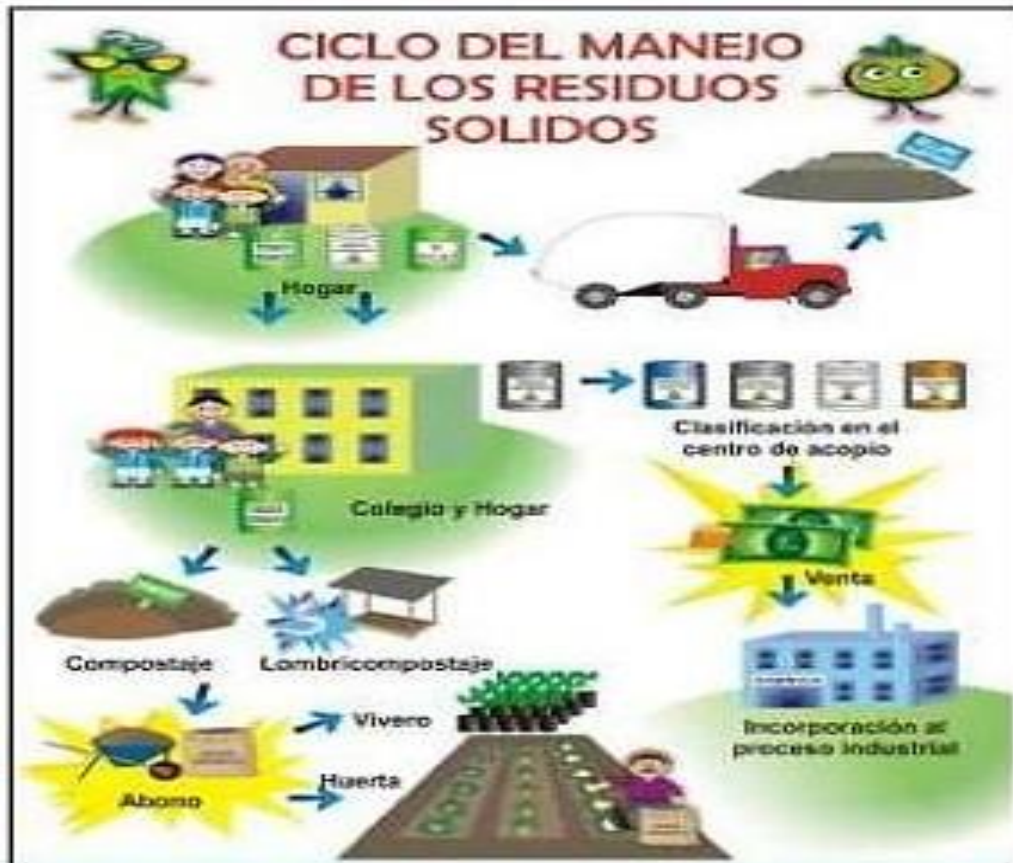 CICLO DEL MANEJO
DE LOS RESIDUOS
SOLIDOS
Hogar
Clasificación en el
centro de acopio
Colegio y Hogar
Venta
Compostaje
Lombricompostaje
Incorporación al
proceso industrial
Vivero
Huerta
Abono